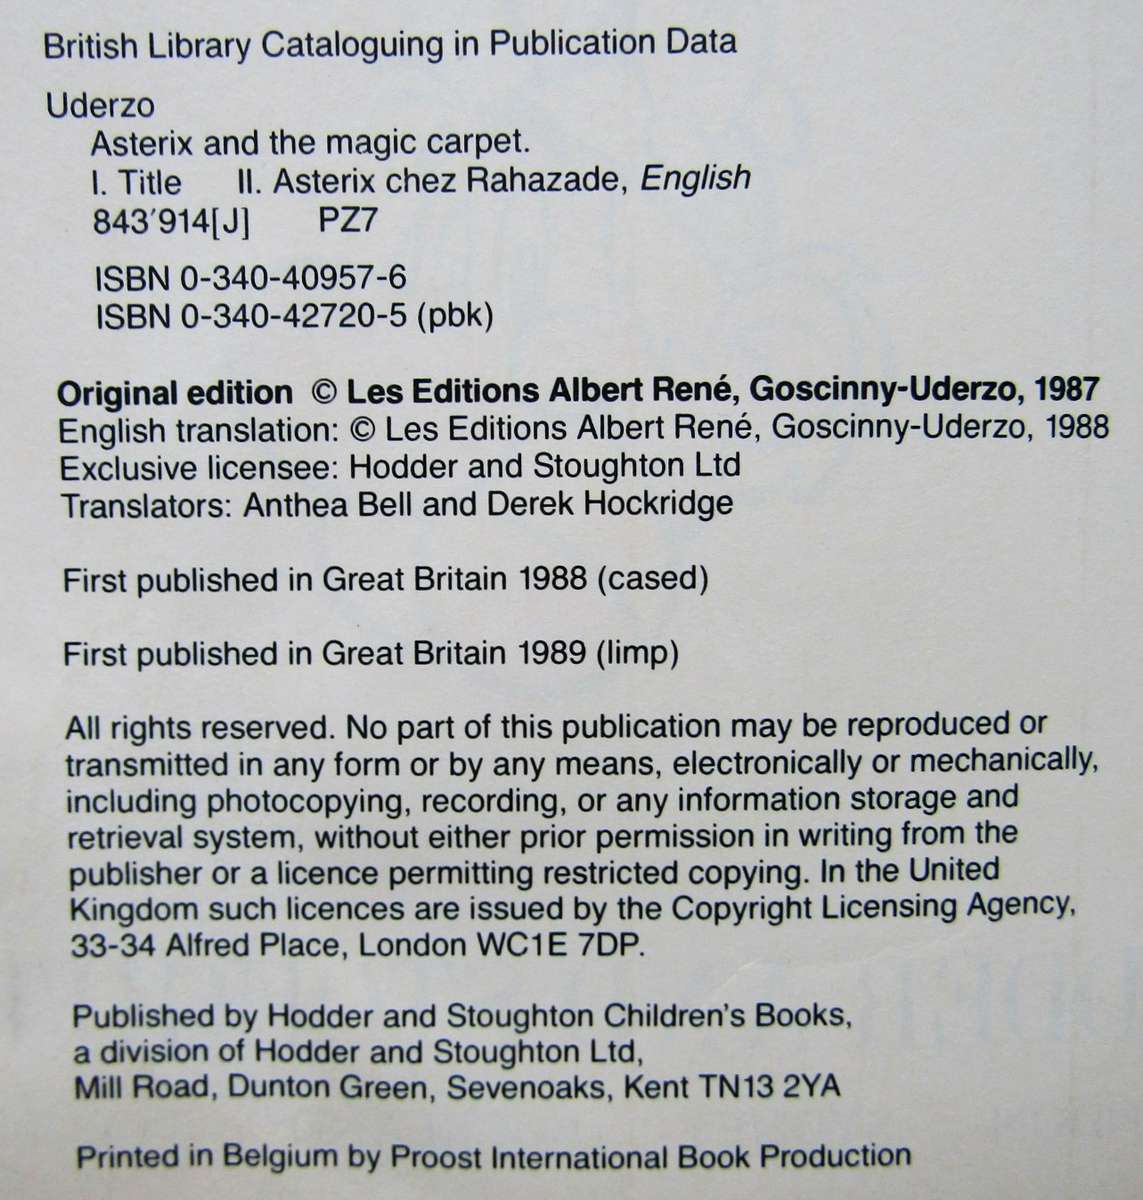 British Library Cataloguing in Publication Data
Uderzo
Asterix and the magic carpet.
I. Title II. Asterix chez Rahazade, English
843′914[J] PZ7
ISBN 0-340-40957-6
ISBN 0-340-42720-5 (pbk)
Original edition © Les Editions Albert René, Goscinny-Uderzo, 1987
English translation: © Les Editions Albert René, Goscinny-Uderzo, 1988
Exclusive licensee: Hodder and Stoughton Ltd
Translators: Anthea Bell and Derek Hockridge
First published in Great Britain 1988 (cased)
First published in Great Britain 1989 (limp)
All rights reserved. No part of this publication may be reproduced or
transmitted in any form or by any means, electronically or mechanically,
including photocopying, recording, or any information storage and
retrieval system, without either prior permission in writing from the
publisher or a licence permitting restricted copying. In the United
Kingdom such licences are issued by the Copyright Licensing Agency,
33-34 Alfred Place, London WC1E 7DP.
Published by Hodder and Stoughton Children's Books,
a division of Hodder and Stoughton Ltd,
Mill Road, Dunton Green, Sevenoaks, Kent TN13 2YA
Printed in Belgium by Proost International Book Production